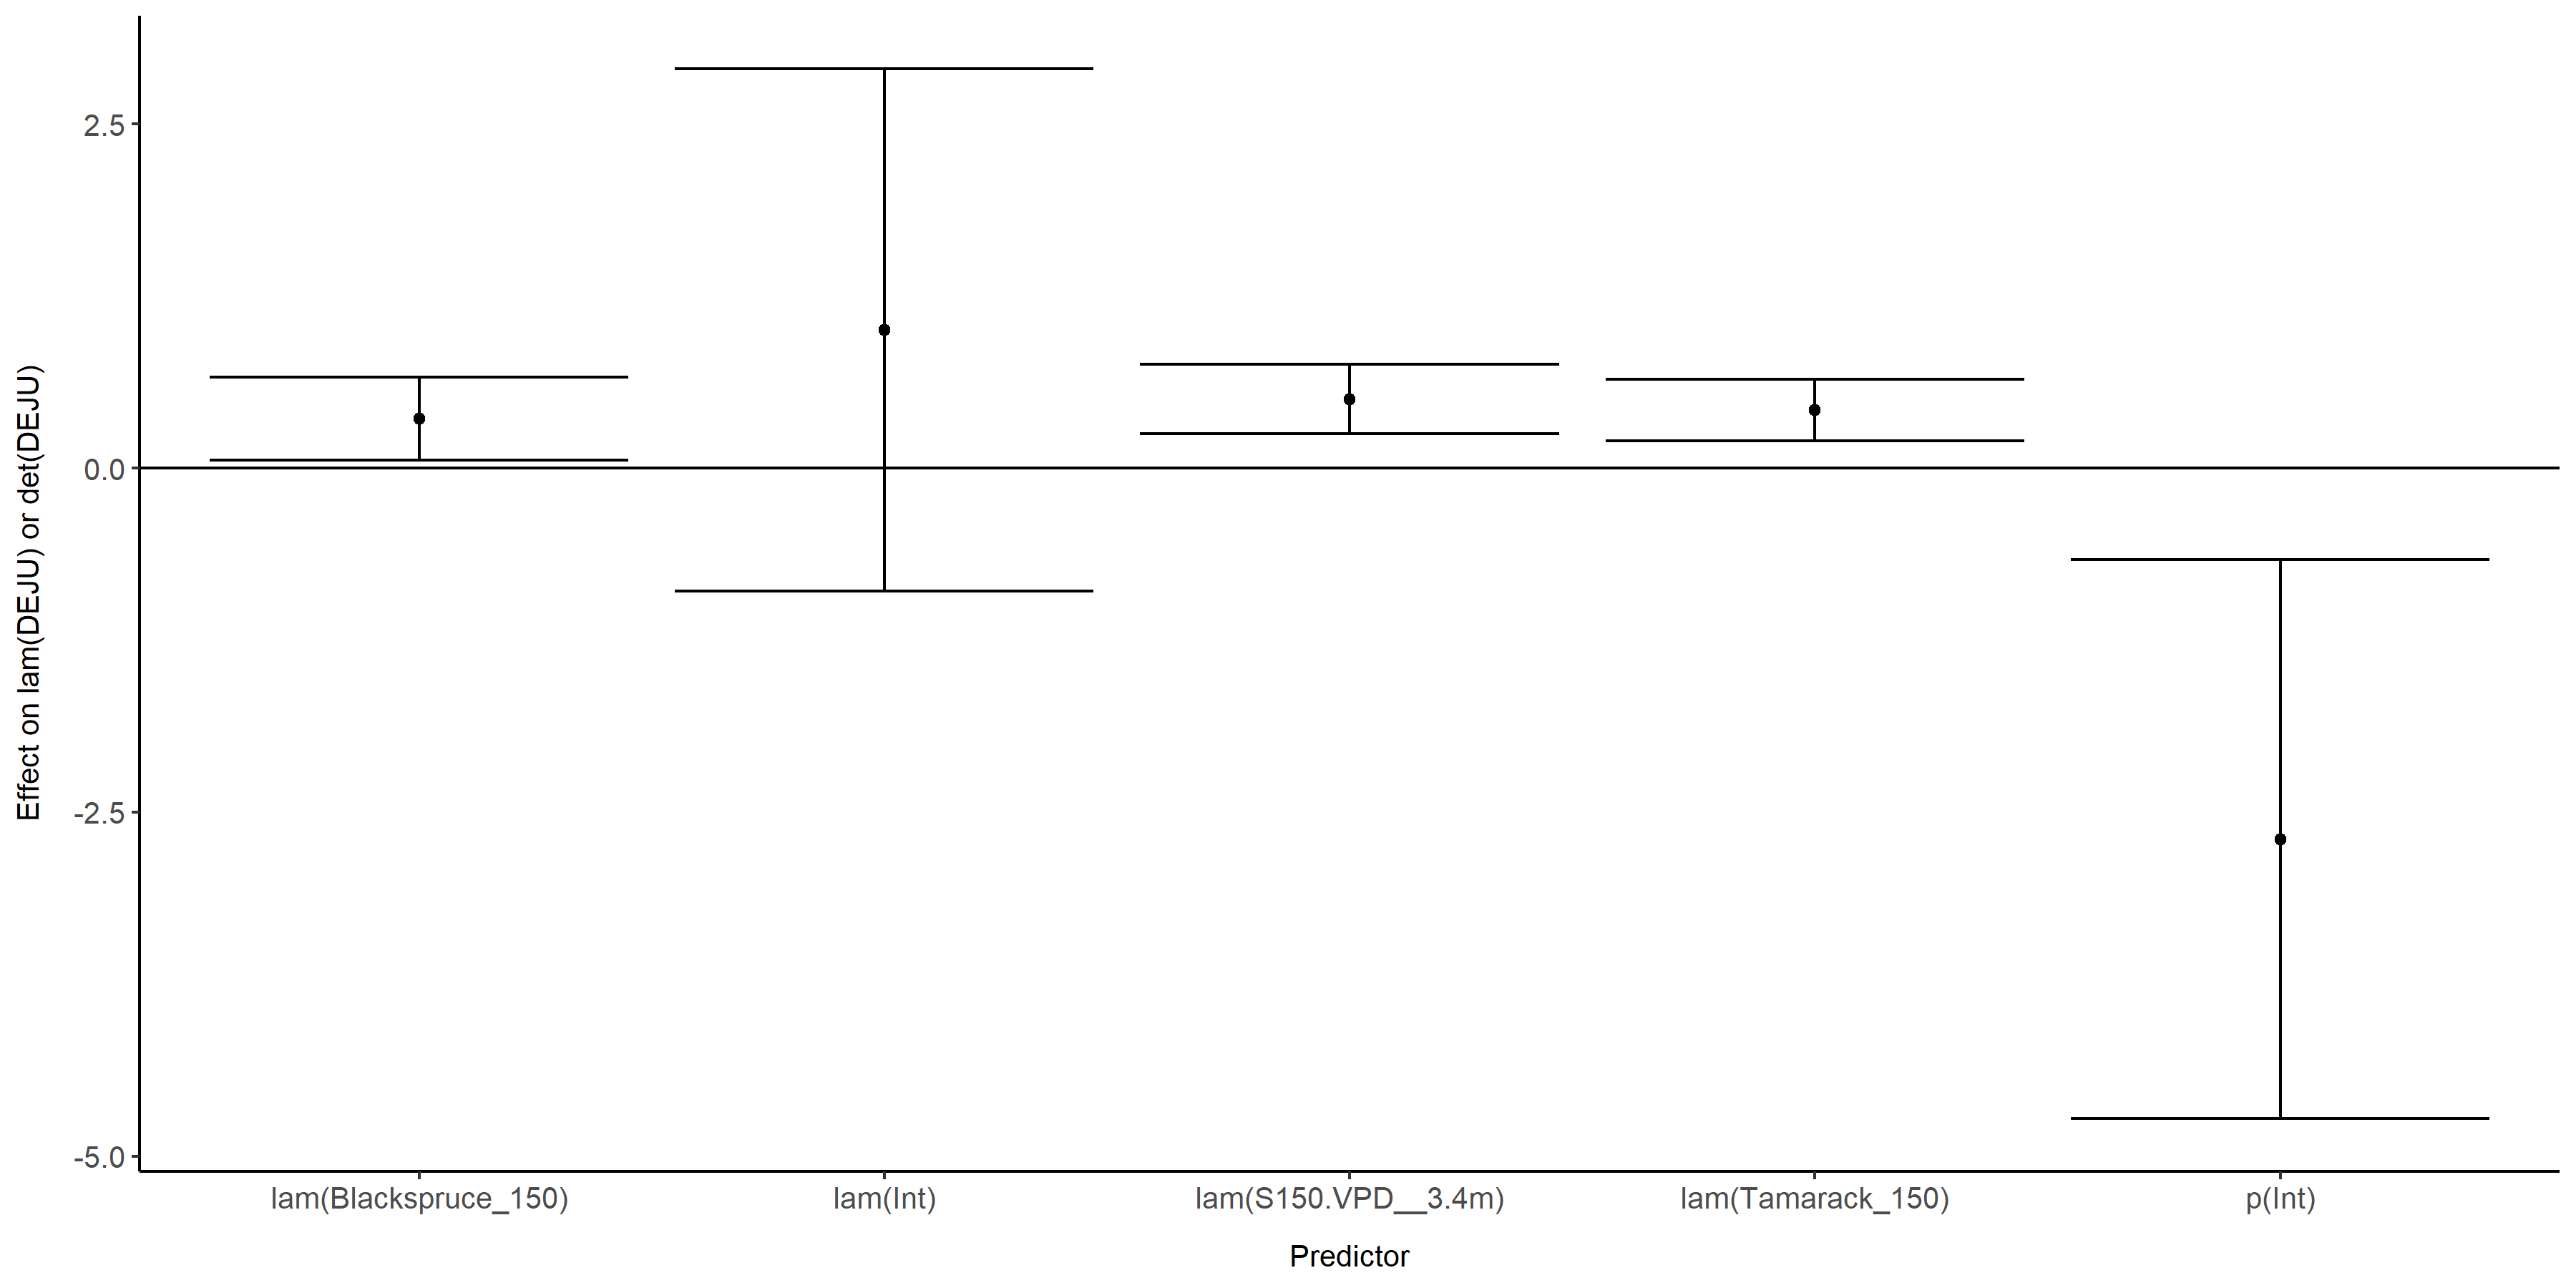 Effect on lam(DEJU) or det(DEJU)
2.5
0.0
-2.5
-5.0
lam(Blackspruce_150) lam(Int) lam(S150.VPD__3.4m) lam(Tamarack_150) p(Int)
Predictor